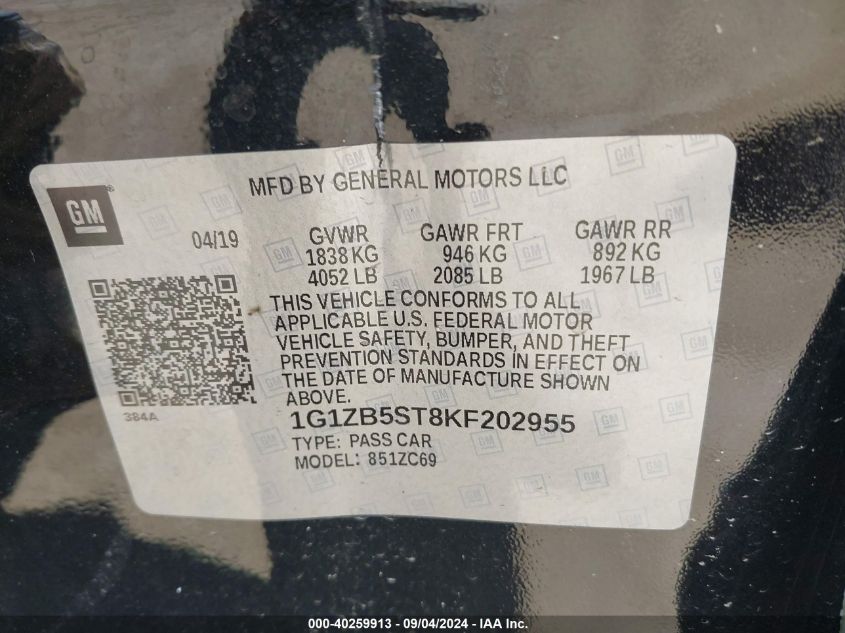 MFD BY GENERAL MOTORS LLC
GM
04/19
GVWR GAWR FRT GAWR RR
1838 KG 946 KG 892 KG
4052 LB 2085 LB 1967 LB
THIS VEHICLE CONFORMS TO ALL
APPLICABLE U.S. FEDERAL MOTOR
VEHICLE SAFETY, BUMPER, AND THEFT
PREVENTION STANDARDS IN EFFECT ON
THE DATE OF MANUFACTURE SHOWN
ABOVE.
384A
1G1ZB5ST8KF202955
TYPE: PASS CAR
MODEL: 851ZC69
000-40259913 - 09/04/2024 - IAA Inc.